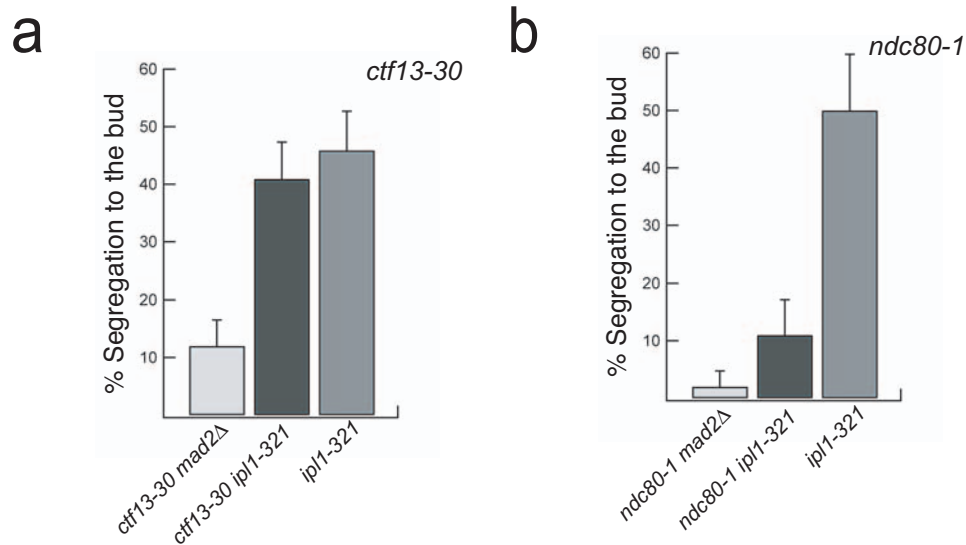 a
ctf13-30
% Segregation to the bud
60
50
40
30
20
10
ctf13-30 mad2Δ
ctf13-30 ipl1-321
ipl1-321
b
ndc80-1
% Segregation to the bud
60
50
40
30
20
10
ndc80-1 mad2Δ
ndc80-1 ipl1-321
ipl1-321